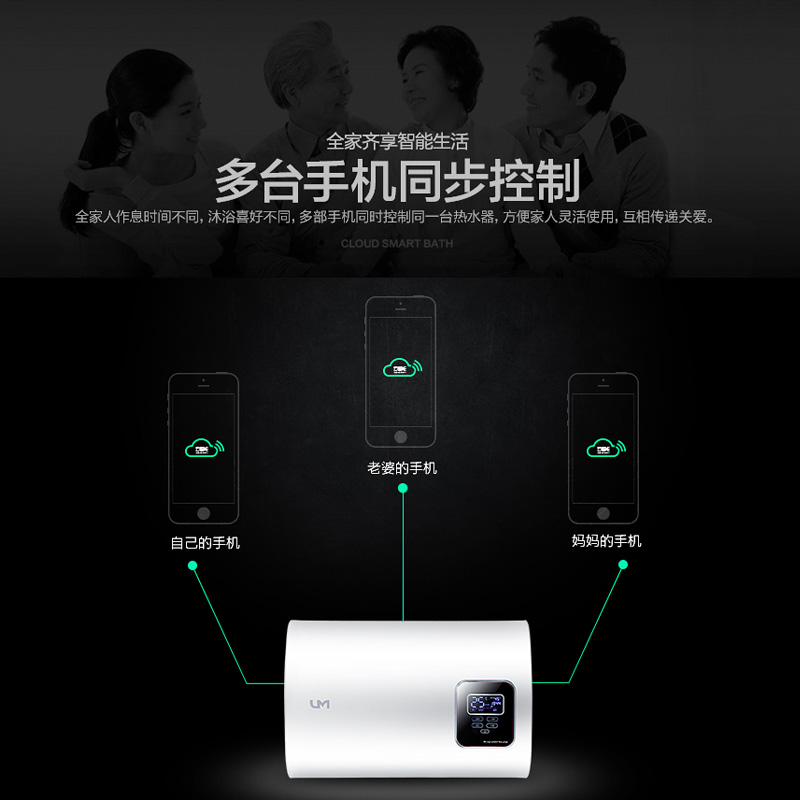 全家齐享智能生活
多台手机同步控制
全家人作息时间不同，沐浴喜好不同，多部手机同时控制同一台热水器，方便家人灵活使用，互相传递关爱。
CLOUD SMART BATH
老婆的手机
自己的手机
妈妈的手机
UM
25